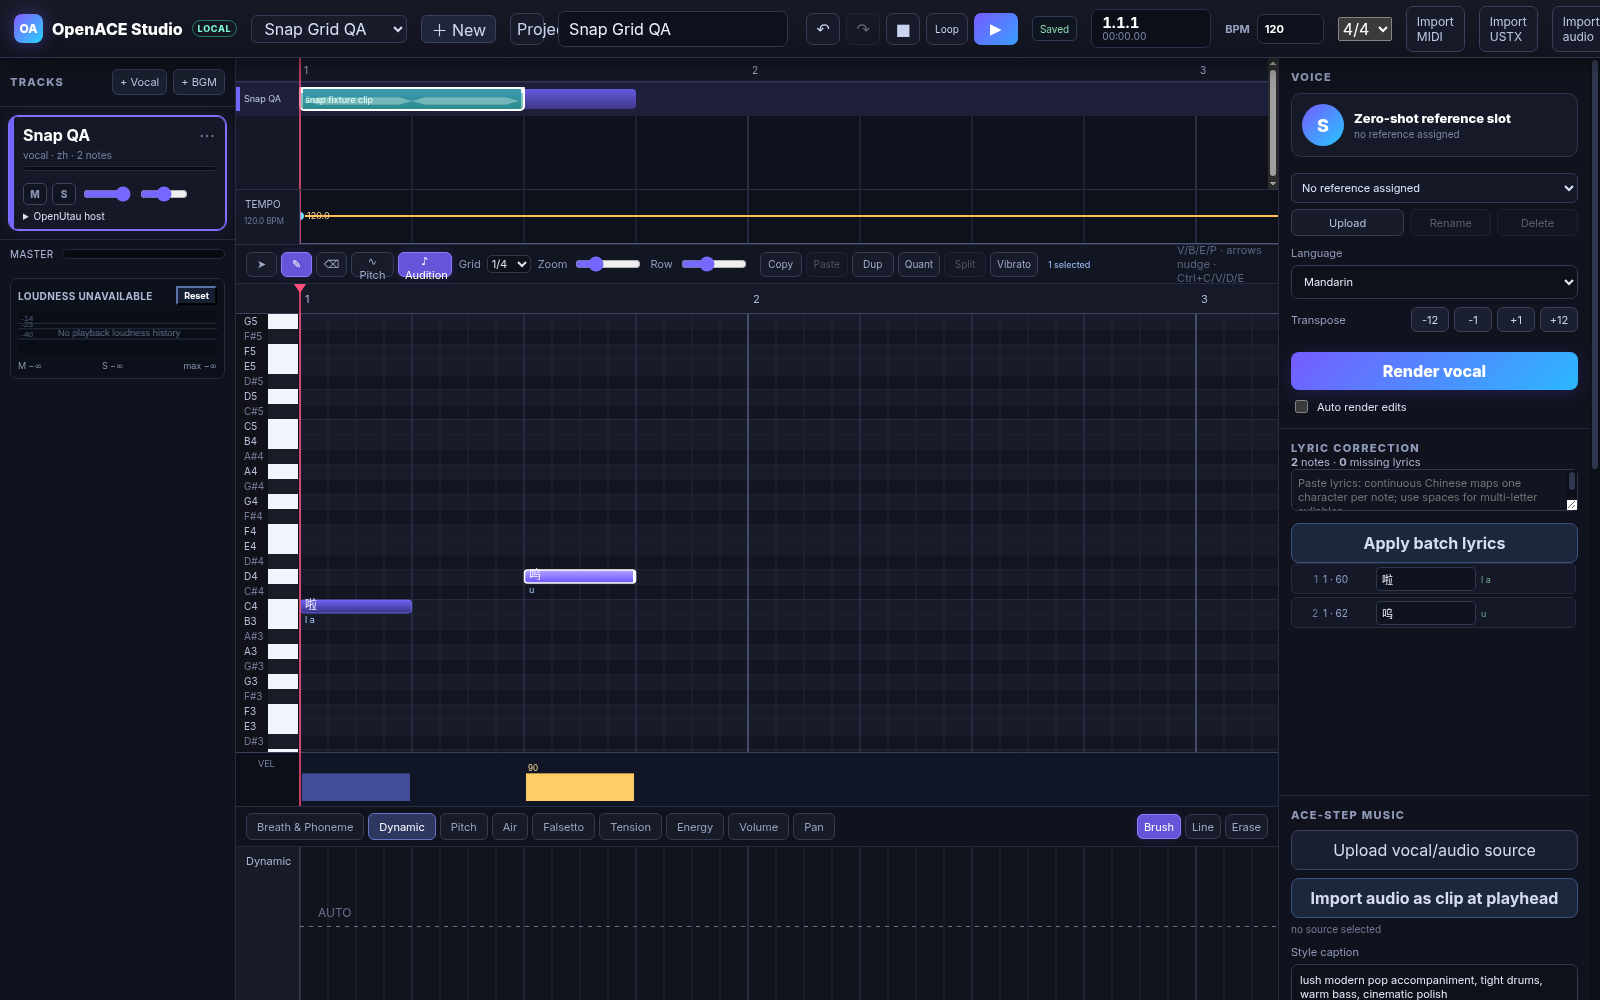 OA OpenACE Studio LOCAL Snap Grid QA + New Projec Snap Grid QA Loop Saved 1.1.1 00:00.00 BPM 120 4/4 Import MIDI Import USTX Import audio
TRACKS + Vocal + BGM
Snap QA ...
vocal · zh · 2 notes
M S
OpenUtau host
MASTER
LOUDNESS UNAVAILABLE Reset
-14
-23
-40
No playback loudness history
M -∞ S -∞ max -∞
1 2 3
Snap QA snap fixture clip
TEMPO
120.0 BPM
120.0
Pitch Audition Grid 1/4 Zoom Row Copy Paste Dup Quant Split Vibrato 1 selected
V/B/E/P · arrows
nudge ·
Ctrl+C/V/D/E
1 2 3
G5
F#5
F5
E5
D#5
D5
C#5
C5
B4
A#4
A4
G#4
G4
F#4
F4
E4
D#4
D4 呜
C#4 u
C4 啦
B3 l a
A#3
A3
G#3
G3
F#3
F3
E3
D#3
VEL 90
Breath & Phoneme Dynamic Pitch Air Falsetto Tension Energy Volume Pan Brush Line Erase
Dynamic
AUTO
VOICE
S Zero-shot reference slot
no reference assigned
No reference assigned
Upload Rename Delete
Language
Mandarin
Transpose -12 -1 +1 +12
Render vocal
Auto render edits
LYRIC CORRECTION
2 notes · 0 missing lyrics
Paste lyrics: continuous Chinese maps one
character per note; use spaces for multi-letter
syllables.
Apply batch lyrics
1 1 · 60 啦 l a
2 1 · 62 呜 u
ACE-STEP MUSIC
Upload vocal/audio source
Import audio as clip at playhead
no source selected
Style caption
lush modern pop accompaniment, tight drums,
warm bass, cinematic polish